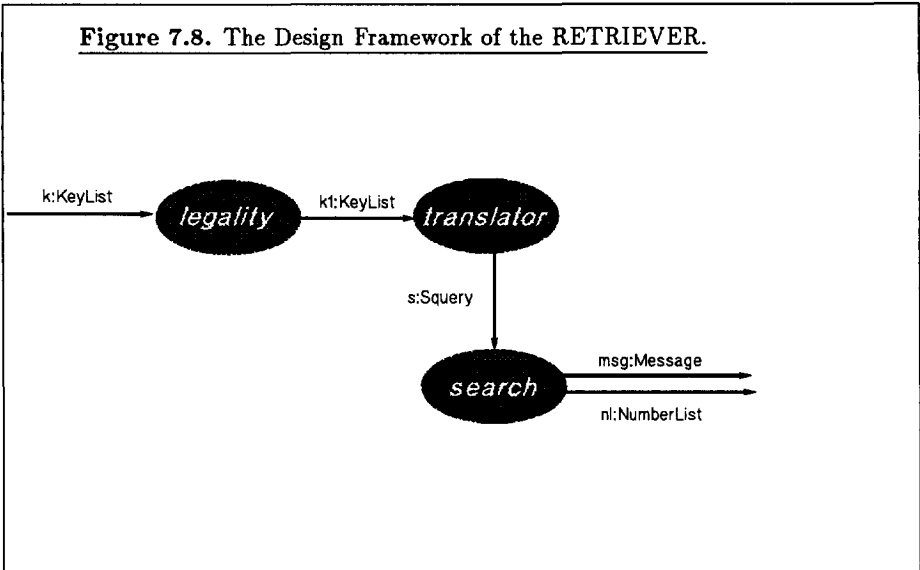 Figure 7.8. The Design Framework of the RETRIEVER.
k:KeyList
legality
k1:KeyList
translator
s:Squery
search
msg:Message
nl:NumberList